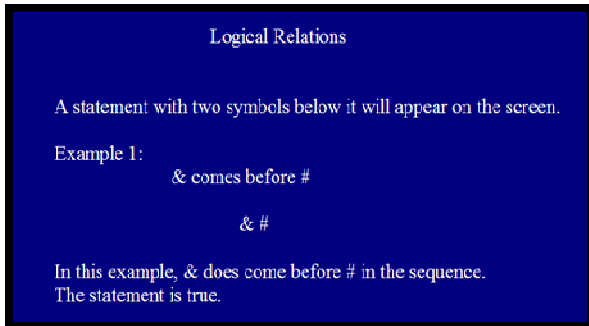 Logical Relations
A statement with two symbols below it will appear on the screen.
Example 1:
& comes before #
& #
In this example, & does come before # in the sequence.
The statement is true.